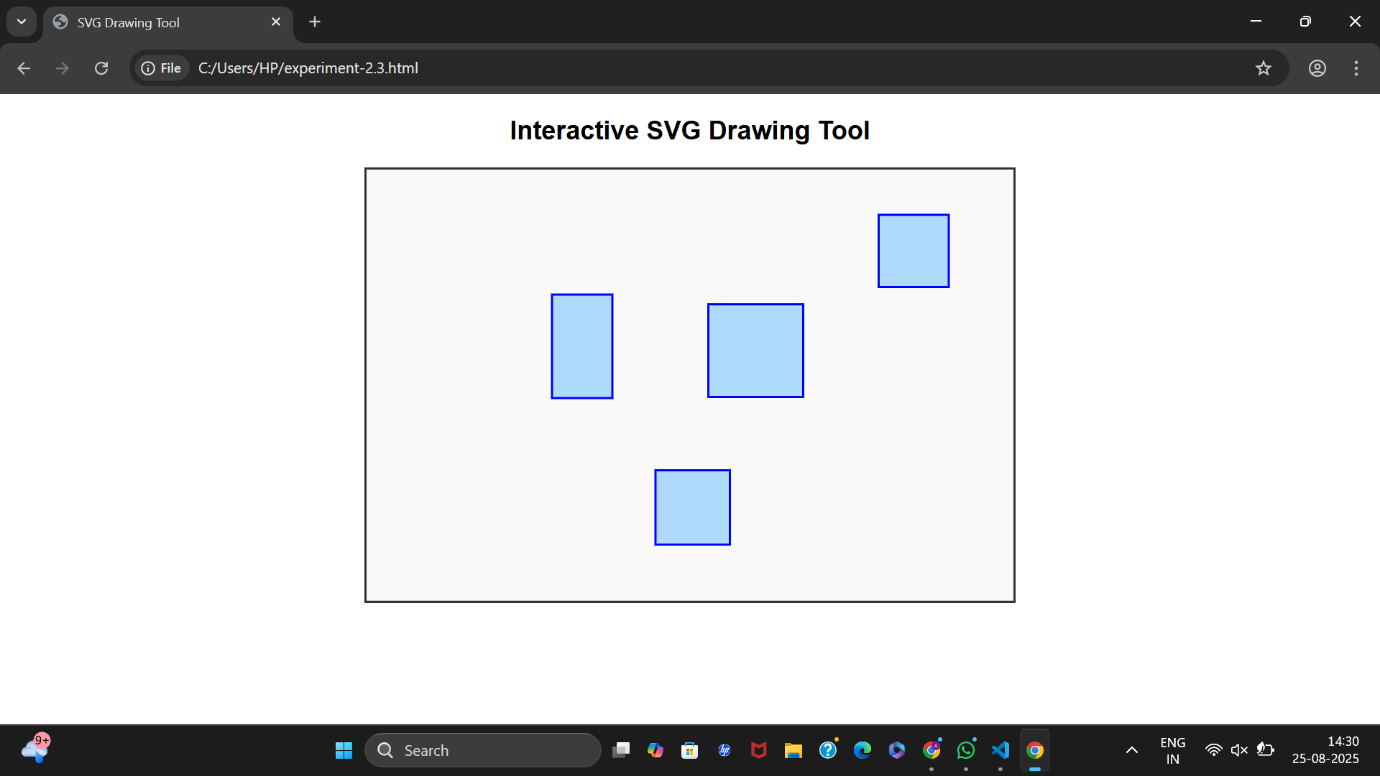 SVG Drawing Tool
File
C:/Users/HP/experiment-2.3.html
Interactive SVG Drawing Tool
9+
Search
hp
?
ENG
IN
14:30
25-08-2025